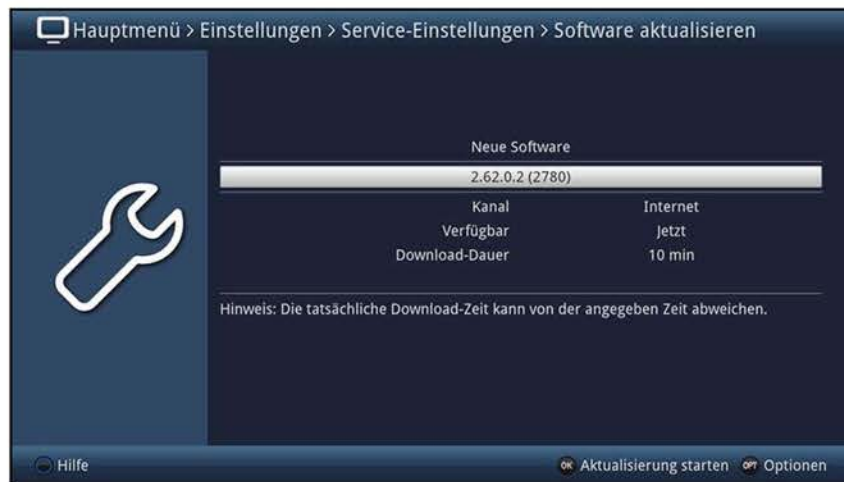 Hauptmenü > Einstellungen > Service-Einstellungen > Software aktualisieren
Neue Software
2.62.0.2 (2780)
Kanal Internet
Verfügbar Jetzt
Download-Dauer 10 min
Hinweis: Die tatsächliche Download-Zeit kann von der angegeben Zeit abweichen.
Hilfe OK Aktualisierung starten OPT Optionen